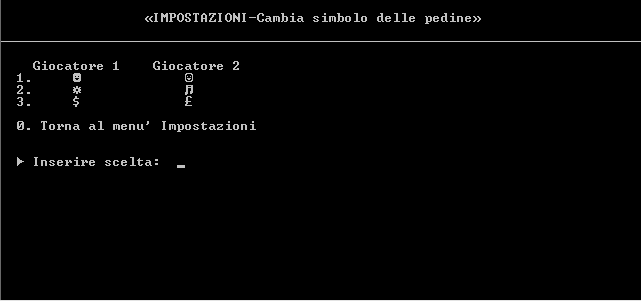 «IMPOSTAZIONI-Cambia simbolo delle pedine»
Giocatore 1 Giocatore 2
1. ☻ ☺
2. ☼ ♫
3. $ £
0. Torna al menu' Impostazioni
► Inserire scelta: _